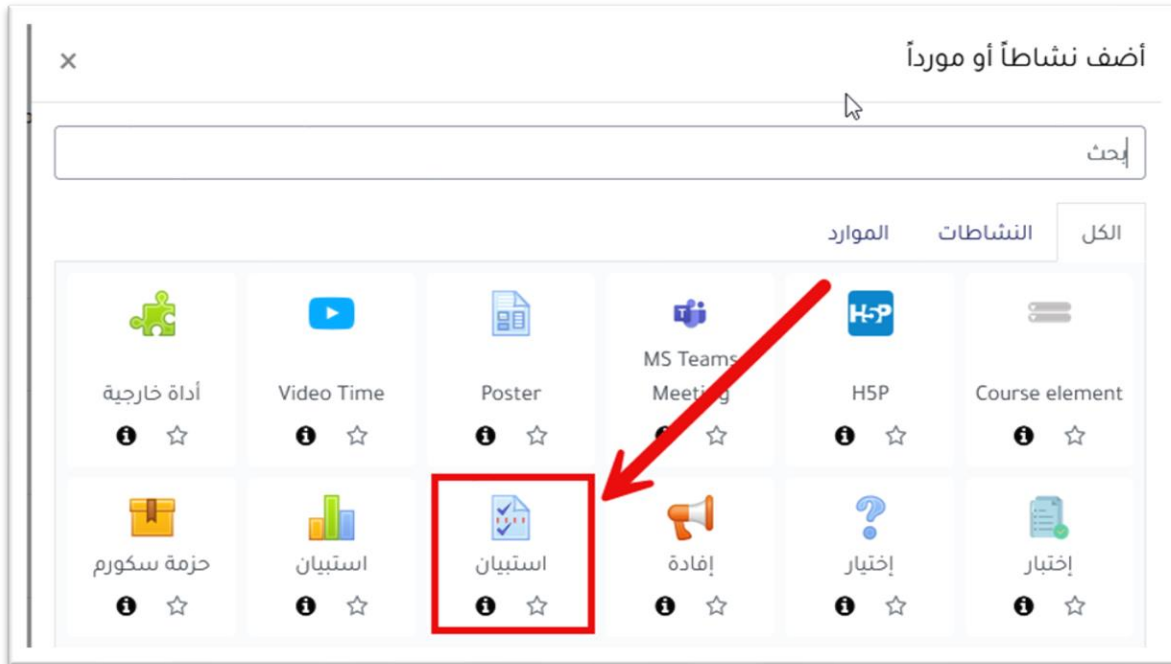 أضف نشاطاً أو مورداً
×
بحث
الكل النشاطات الموارد
Course element
H5P
MS Teams Meeting
Poster
Video Time
أداة خارجية
إختبار
إختيار
إفادة
استبيان
استبيان
حزمة سكورم